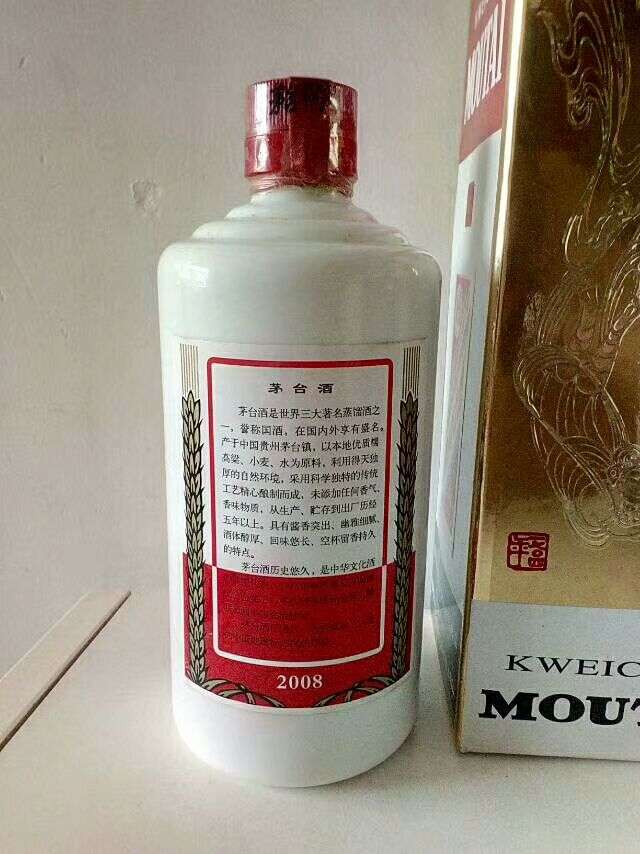 茅台酒
茅台酒是世界三大著名蒸馏酒之
一，誉称国酒，在国内外享有盛名。
产于中国贵州茅台镇，以本地优质糯
高粱、小麦、水为原料，利用得天独
厚的自然环境，采用科学独特的传统
工艺精心酿制而成，未添加任何香气、
香味物质，从生产、贮存到出厂历经
五年以上。具有酱香突出、幽雅细腻、
酒体醇厚、回味悠长、空杯留香持久
的特点。
茅台酒历史悠久，是中华文化酒
2008
MOUTAI
KWEIC
MOUT